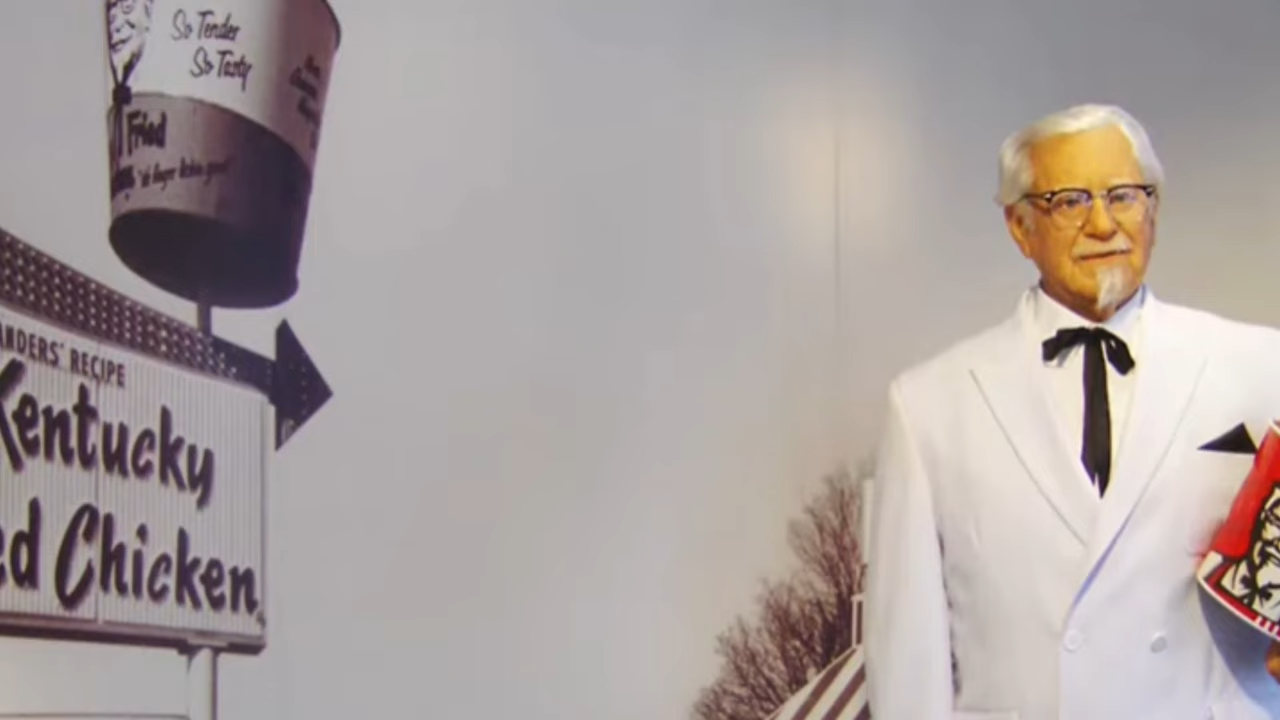 So Tender
So Tasty
Fried
ANDERS' RECIPE
Kentucky
ed Chicken